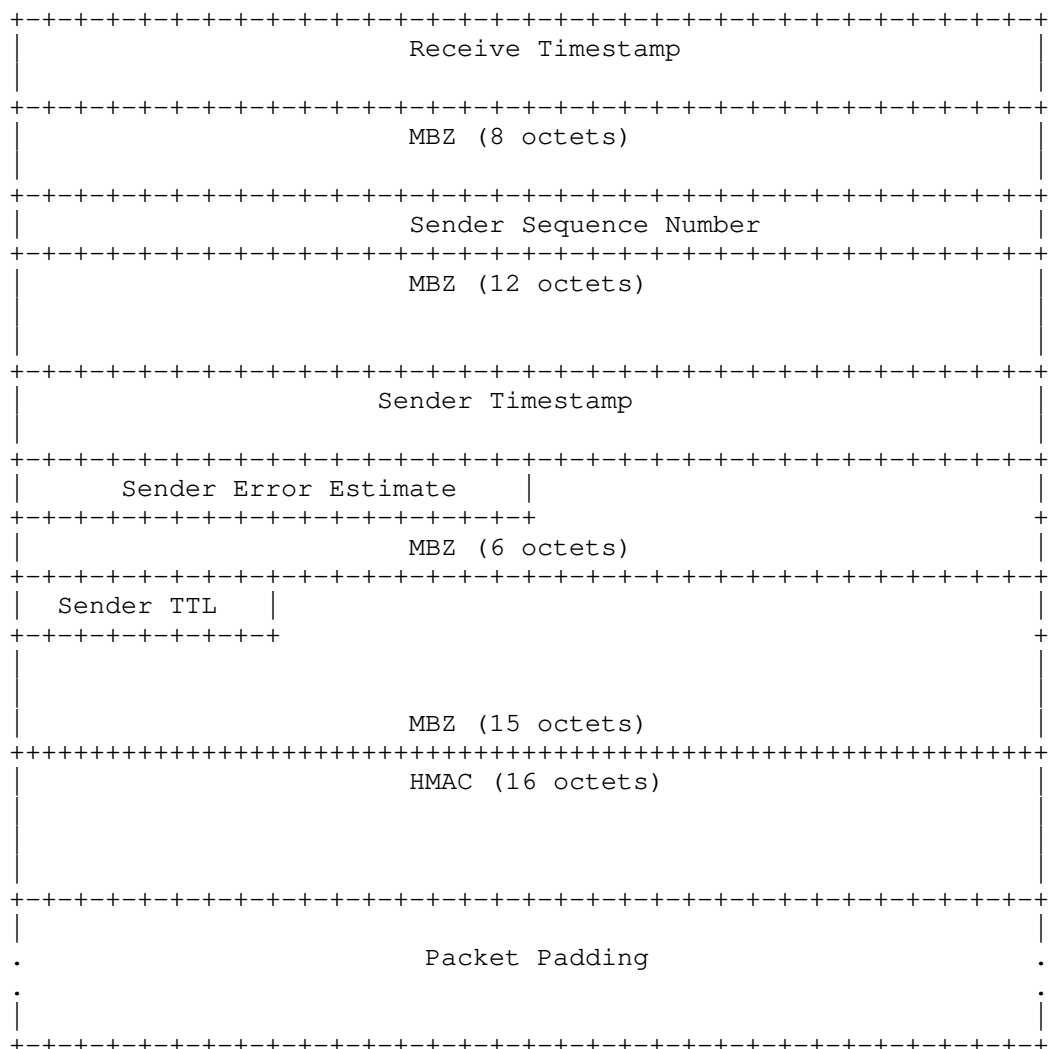 +-+-+-+-+-+-+-+-+-+-+-+-+-+-+-+-+-+-+-+-+-+-+-+-+-+-+-+-+-+-+-+-+
|                        Receive Timestamp                      |
|                                                               |
+-+-+-+-+-+-+-+-+-+-+-+-+-+-+-+-+-+-+-+-+-+-+-+-+-+-+-+-+-+-+-+-+
|                        MBZ (8 octets)                         |
|                                                               |
+-+-+-+-+-+-+-+-+-+-+-+-+-+-+-+-+-+-+-+-+-+-+-+-+-+-+-+-+-+-+-+-+
|                        Sender Sequence Number                 |
+-+-+-+-+-+-+-+-+-+-+-+-+-+-+-+-+-+-+-+-+-+-+-+-+-+-+-+-+-+-+-+-+
|                        MBZ (12 octets)                        |
|                                                               |
|                                                               |
+-+-+-+-+-+-+-+-+-+-+-+-+-+-+-+-+-+-+-+-+-+-+-+-+-+-+-+-+-+-+-+-+
|                      Sender Timestamp                         |
|                                                               |
+-+-+-+-+-+-+-+-+-+-+-+-+-+-+-+-+-+-+-+-+-+-+-+-+-+-+-+-+-+-+-+-+
|      Sender Error Estimate    |                               |
+-+-+-+-+-+-+-+-+-+-+-+-+-+-+-+-+                               +
|                        MBZ (6 octets)                         |
+-+-+-+-+-+-+-+-+-+-+-+-+-+-+-+-+-+-+-+-+-+-+-+-+-+-+-+-+-+-+-+-+
|  Sender TTL   |                                               |
+-+-+-+-+-+-+-+-+                                               +
|                                                               |
|                                                               |
|                        MBZ (15 octets)                        |
+++++++++++++++++++++++++++++++++++++++++++++++++++++++++++++++++
|                        HMAC (16 octets)                       |
|                                                               |
|                                                               |
|                                                               |
+-+-+-+-+-+-+-+-+-+-+-+-+-+-+-+-+-+-+-+-+-+-+-+-+-+-+-+-+-+-+-+-+
|                                                               |
.                         Packet Padding                        .
.                                                               .
|                                                               |
+-+-+-+-+-+-+-+-+-+-+-+-+-+-+-+-+-+-+-+-+-+-+-+-+-+-+-+-+-+-+-+-+